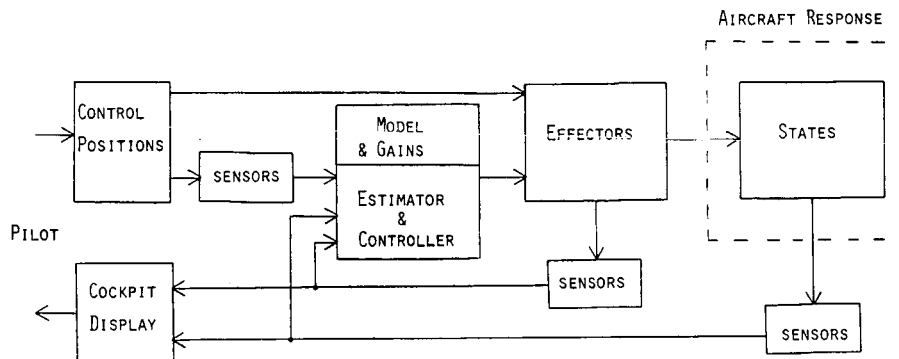 AIRCRAFT RESPONSE
CONTROL
POSITIONS
SENSORS
MODEL
& GAINS
ESTIMATOR
&
CONTROLLER
EFFECTORS
STATES
PILOT
COCKPIT
DISPLAY
SENSORS
SENSORS